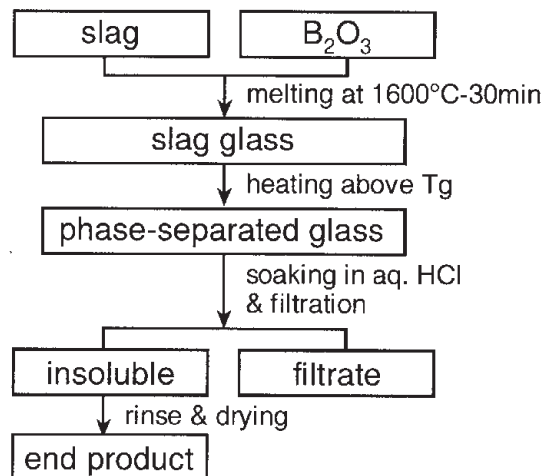 slag
B₂O₃
melting at 1600°C-30min
slag glass
heating above Tg
phase-separated glass
soaking in aq. HCl
& filtration
insoluble
filtrate
rinse & drying
end product